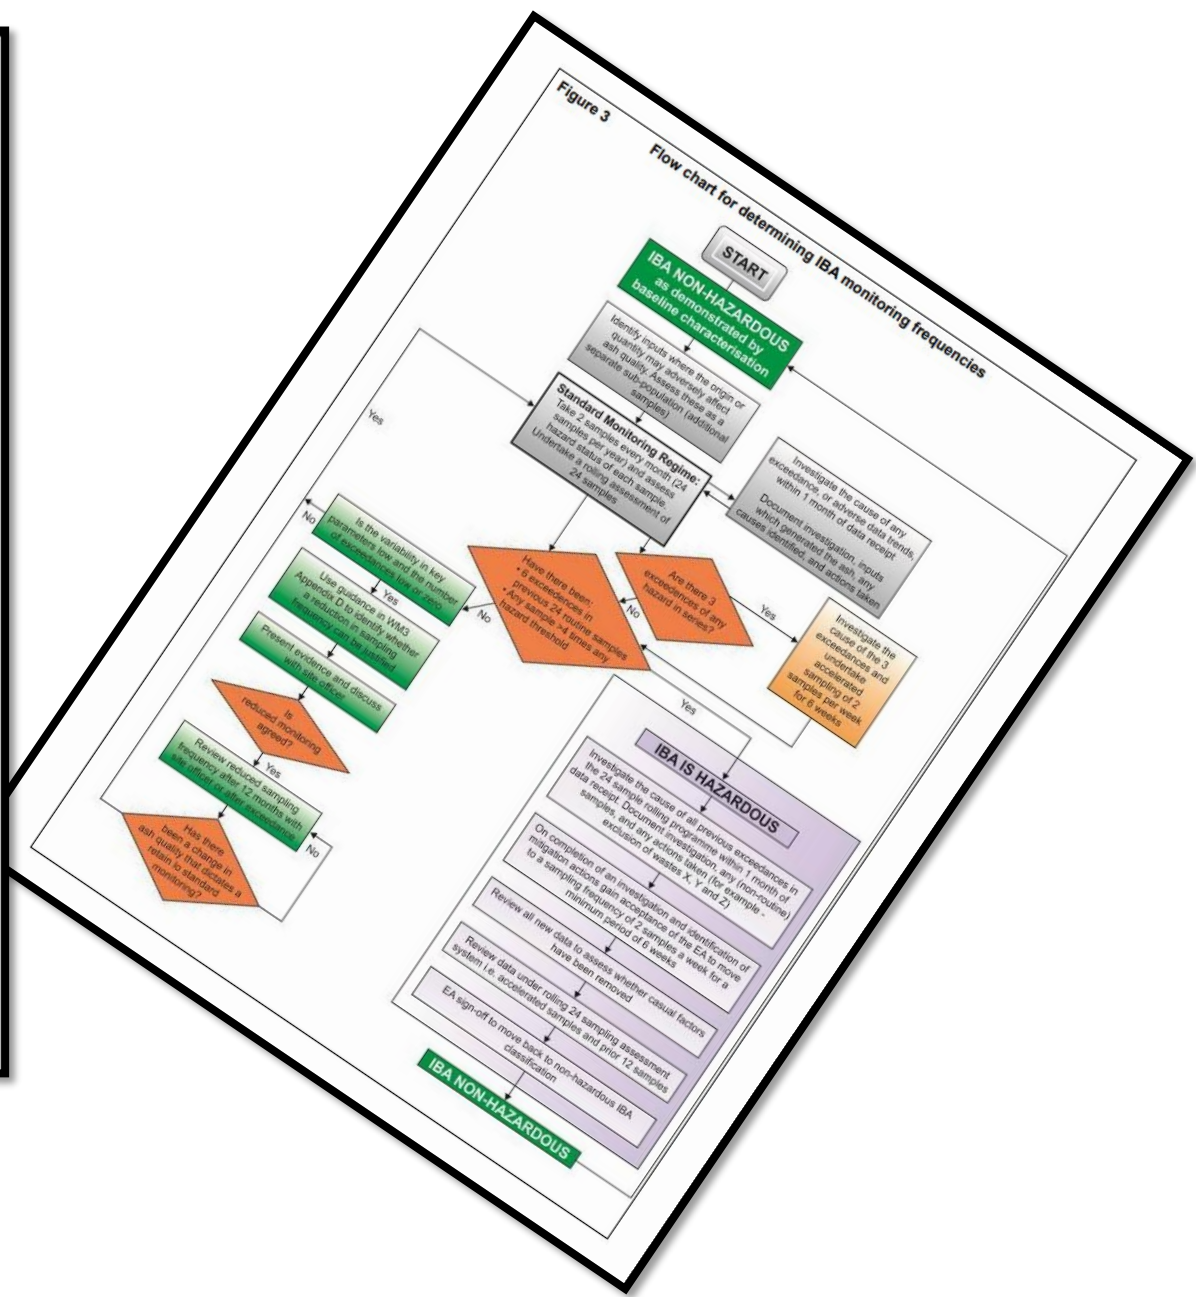 Figure 3
Flow chart for determining IBA monitoring frequencies
START
IBA NON-HAZARDOUS
as demonstrated by
baseline characterisation
Identify inputs where the origin or
quantity may adversely affect
ash quality. Assess these as a
separate sub-population (additional
samples)
Standard Monitoring Regime:
Take 2 samples every month (24
samples per year) and assess
hazard status of each sample.
Undertake a rolling assessment of
24 samples
Investigate the cause of any
exceedance, or adverse data trends,
within 1 month of data receipt
Document investigation, inputs
which generated the ash, any
causes identified, and actions taken
Are there 3
exceedences of any
hazard in series?
Yes
No
Investigate the
cause of the 3
exceedances and
undertake
accelerated
sampling of 2
samples per week
for 6 weeks
Have there been:
• 6 exceedences in
previous 24 routine samples
• Any sample >4 times any
hazard threshold
No
Yes
Is the variability in key
parameters low and the number
of exceedances low or zero
No
Yes
Yes
Use guidance in WM3
Appendix D to identify whether
a reduction in sampling
frequency can be justified
Present evidence and discuss
with site officer
Is
reduced monitoring
agreed?
Yes
Review reduced sampling
frequency after 12 months with
site officer or after exceedance
No
Has there
been a change in
ash quality that dictates a
retain to standard
monitoring?
IBA IS HAZARDOUS
Investigate the cause of all previous exceedances in
the 24 sample rolling programme within 1 month of
data receipt. Document investigation, any (non-routine)
samples, and any actions taken (for example -
exclusion of wastes X, Y and Z)
On completion of an investigation and identification of
mitigation actions gain acceptance of the EA to move
to a sampling frequency of 2 samples a week for a
minimum period of 6 weeks
Review all new data to assess whether casual factors
have been removed
Review data under rolling 24 sampling assessment
system i.e. accelerated samples and prior 12 samples
EA sign-off to move back to non-hazardous IBA
classification
IBA NON-HAZARDOUS